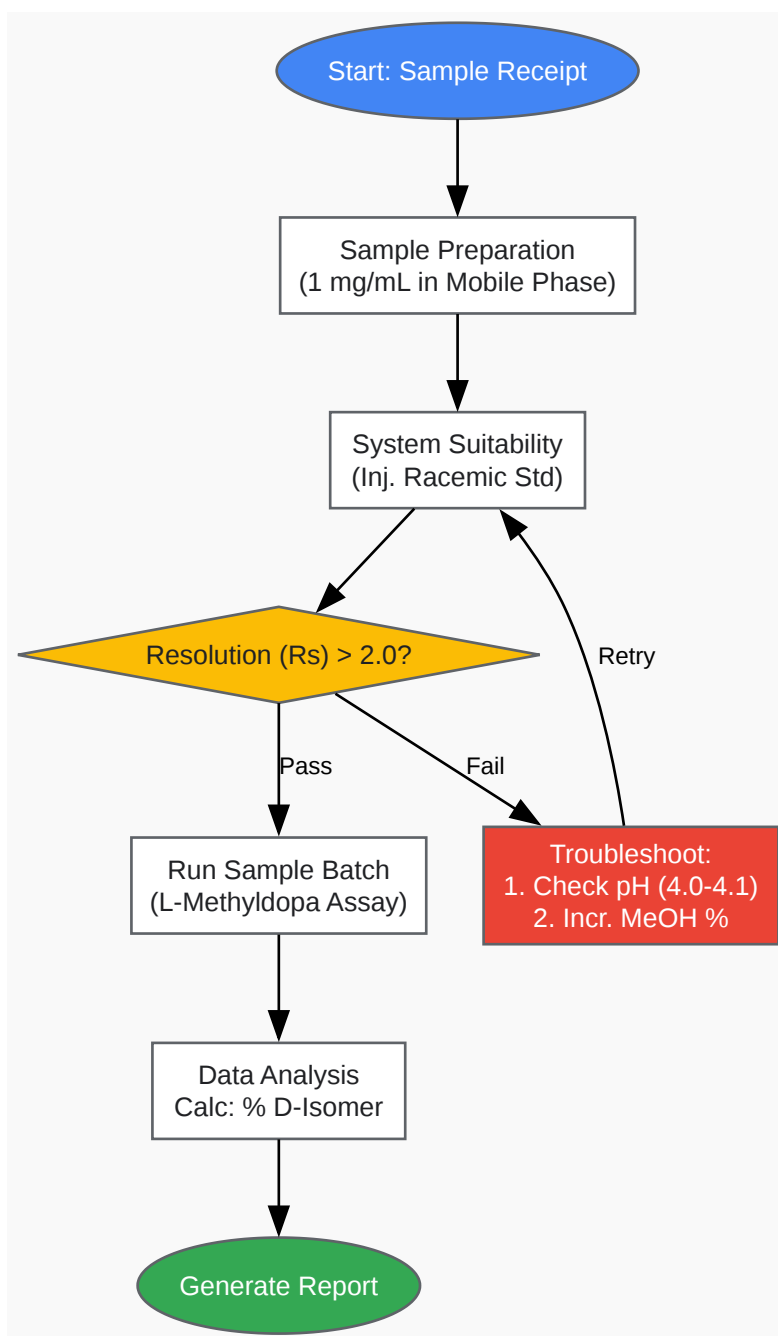 Start: Sample Receipt
Sample Preparation
(1 mg/mL in Mobile Phase)
System Suitability
(Inj. Racemic Std)
Resolution (Rs) > 2.0?
Retry
Pass
Fail
Run Sample Batch
(L-Methyldopa Assay)
Troubleshoot:
1. Check pH (4.0-4.1)
2. Incr. MeOH %
Data Analysis
Calc: % D-Isomer
Generate Report